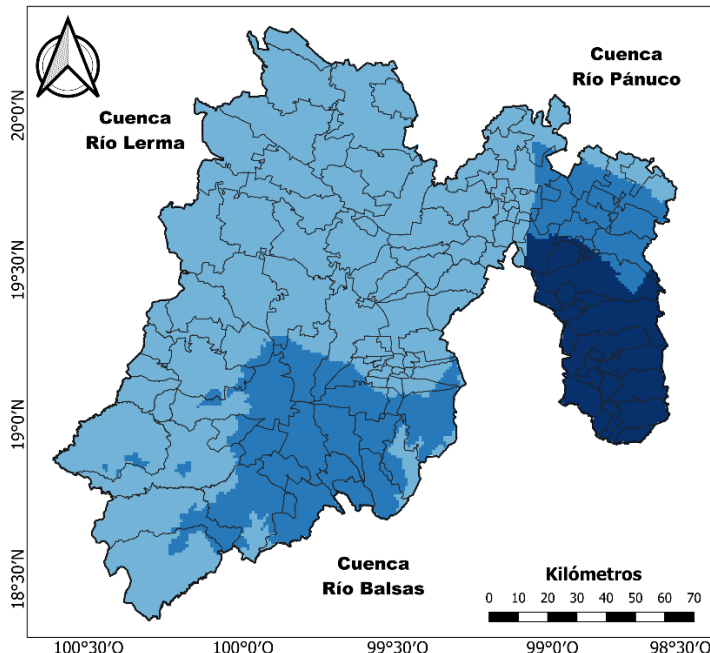 Cuenca
Río Pánuco
Cuenca
Río Lerma
20°0'N
19°30'N
19°0'N
18°30'N
Cuenca
Río Balsas
Kilómetros
0 10 20 30 40 50 60 70
100°30'O 100°0'O 99°30'O 99°0'O 98°30'O